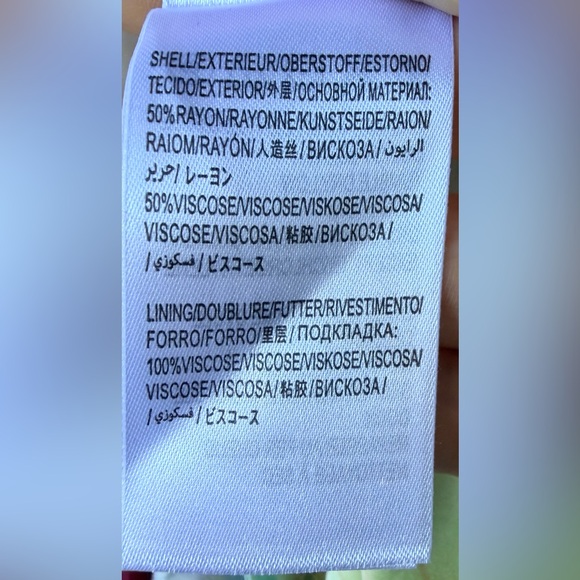 SHELL/EXTERIEUR/OBERSTOFF/ESTORNO/
TECIDO/EXTERIOR/外层/ОСНОВНОЙ МАТЕРИАЛ:
50%RAYON/RAYONNE/KUNSTSEIDE/RAION/
RAIOM/RAYÓN/人造丝/ВИСКОЗА/الرايون
حرير/レーヨン
50%VISCOSE/VISCOSE/VISKOSE/VISCOSA/
VISCOSE/VISCOSA/粘胶/ВИСКОЗА/
/فسكوزي/ビスコース
LINING/DOUBLURE/FUTTER/RIVESTIMENTO/
FORRO/FORRO/里层/ПОДКЛАДКА:
100%VISCOSE/VISCOSE/VISKOSE/VISCOSA/
VISCOSE/VISCOSA/粘胶/ВИСКОЗА/
/فسكوزي/ビスコース